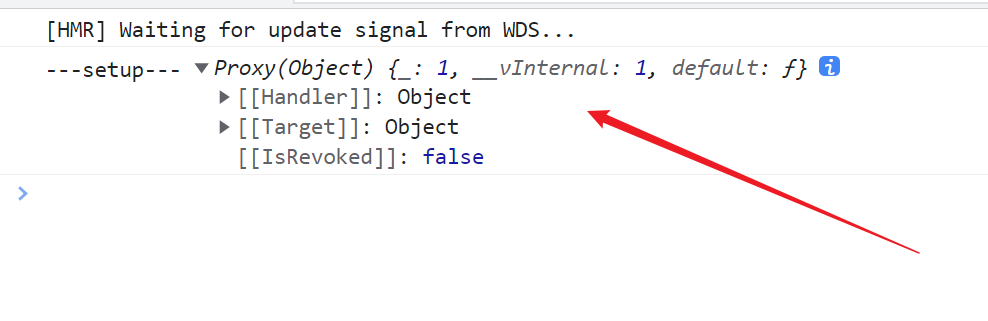 [HMR] Waiting for update signal from WDS...
---setup--- ▼Proxy(Object) {_: 1, __vInternal: 1, default: ƒ} i
▶[[Handler]]: Object
▶[[Target]]: Object
[[IsRevoked]]: false
>